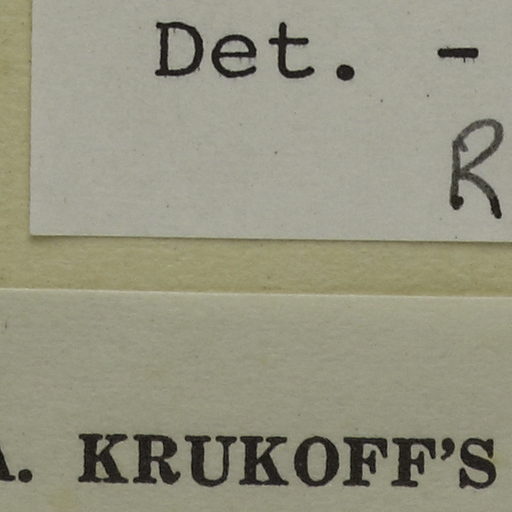 Det. -
R
A. KRUKOFF'S